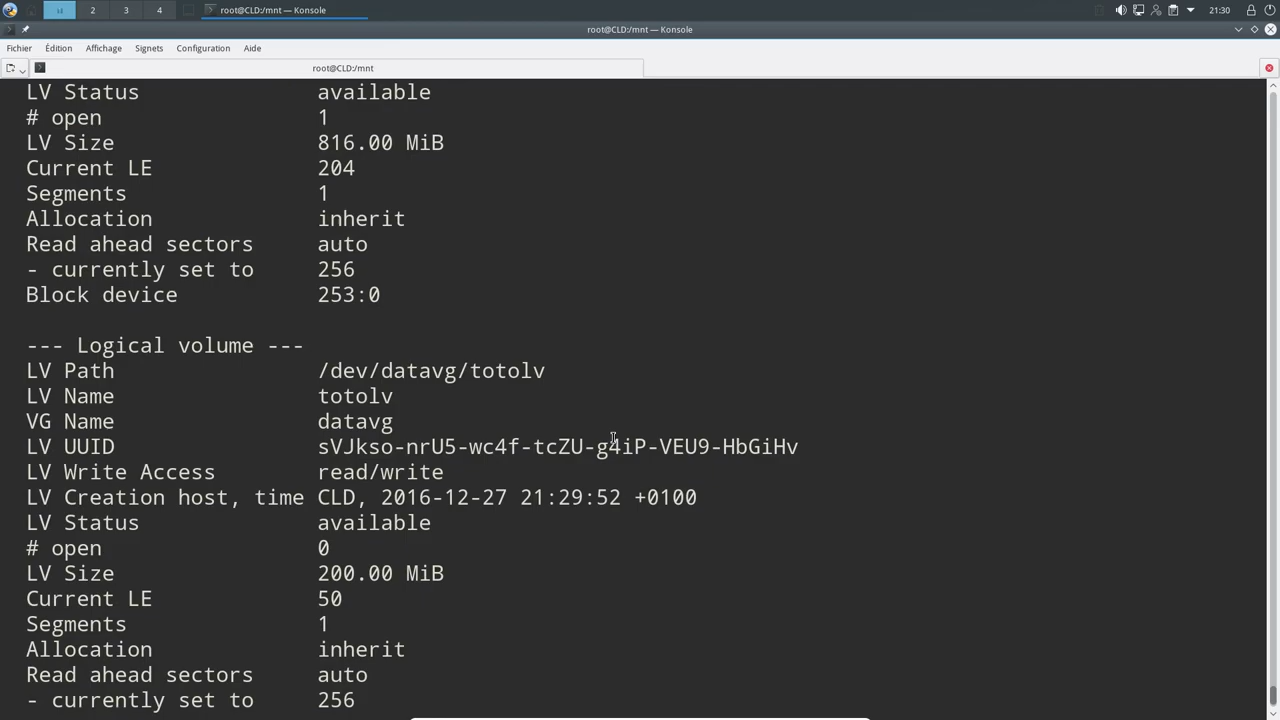 2 3 4 root@CLD:/mnt — Konsole 21:30
root@CLD:/mnt — Konsole
Fichier Édition Affichage Signets Configuration Aide
root@CLD:/mnt
LV Status available
# open 1
LV Size 816.00 MiB
Current LE 204
Segments 1
Allocation inherit
Read ahead sectors auto
- currently set to 256
Block device 253:0
--- Logical volume ---
LV Path /dev/datavg/totolv
LV Name totolv
VG Name datavg
LV UUID sVJkso-nrU5-wc4f-tcZU-g4iP-VEU9-HbGiHv
LV Write Access read/write
LV Creation host, time CLD, 2016-12-27 21:29:52 +0100
LV Status available
# open 0
LV Size 200.00 MiB
Current LE 50
Segments 1
Allocation inherit
Read ahead sectors auto
- currently set to 256